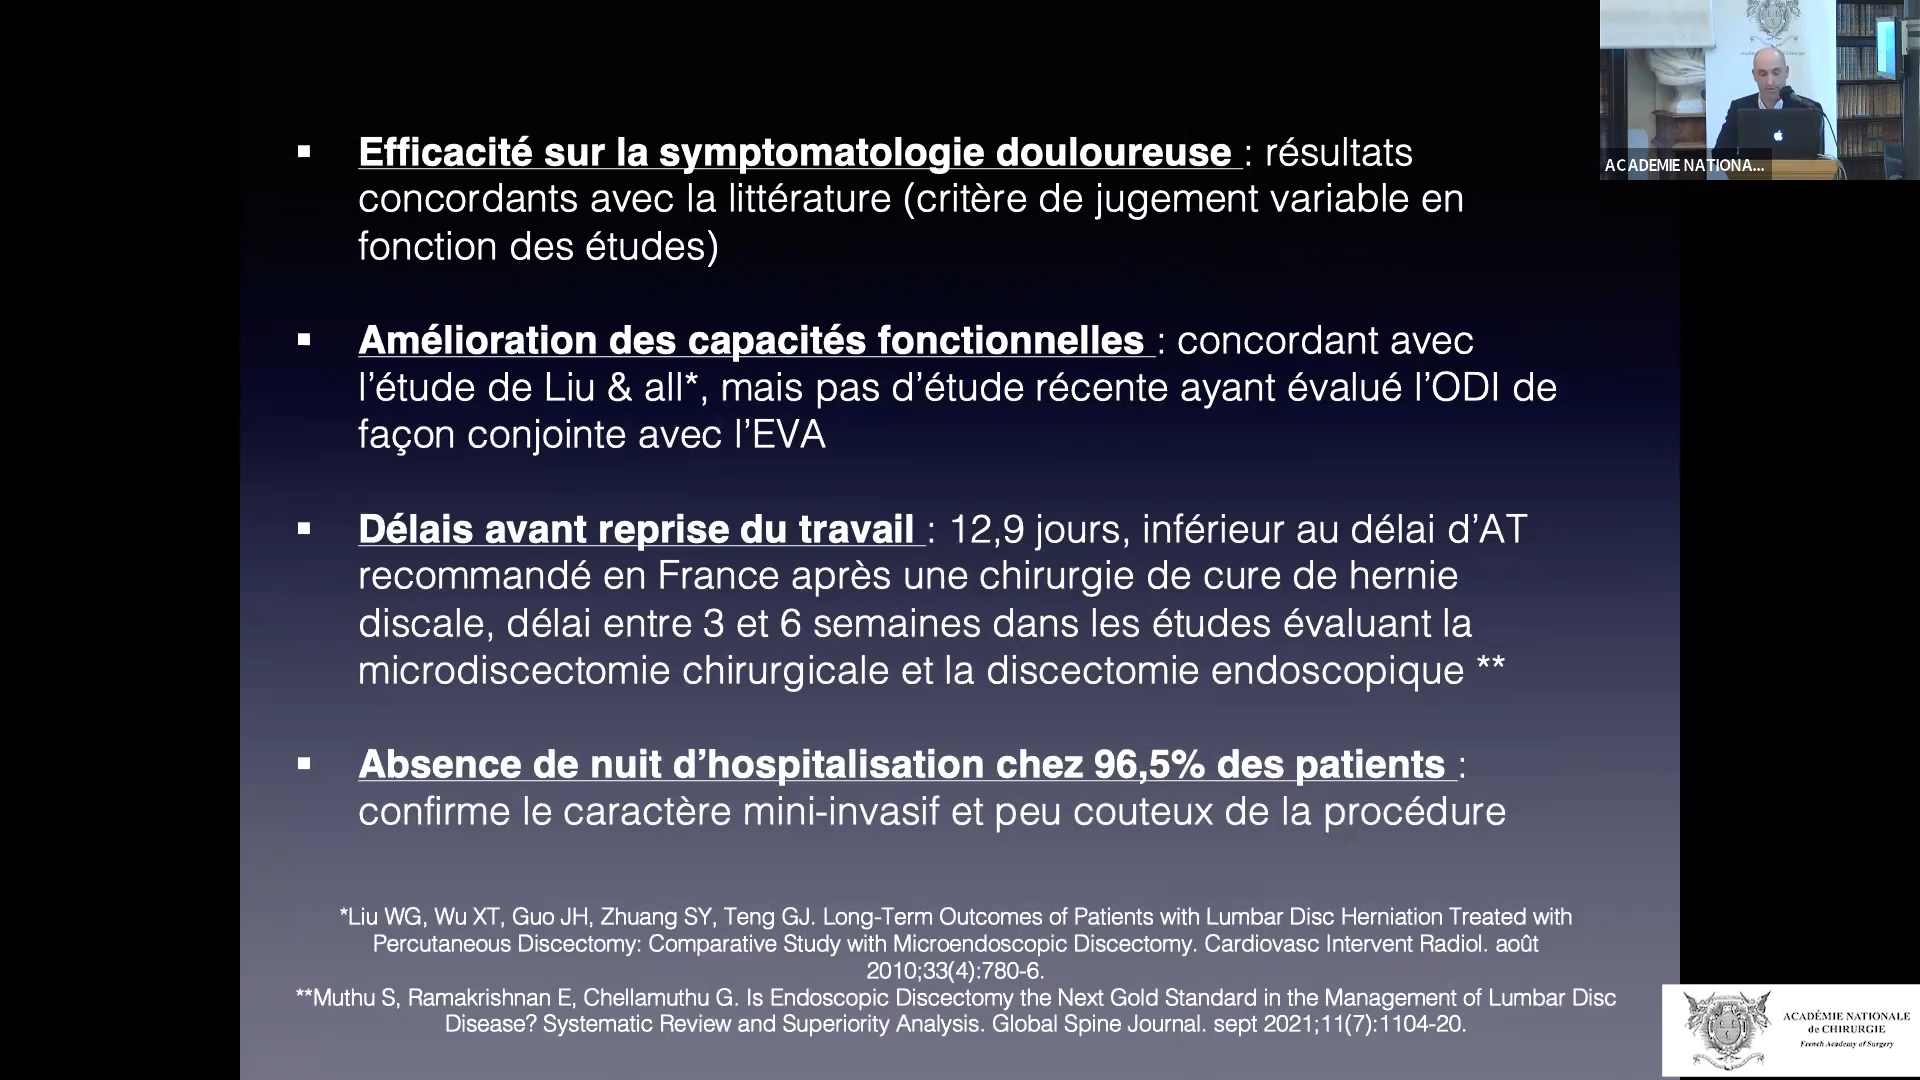 ▪ Efficacité sur la symptomatologie douloureuse : résultats
concordants avec la littérature (critère de jugement variable en
fonction des études)
▪ Amélioration des capacités fonctionnelles : concordant avec
l’étude de Liu & all*, mais pas d’étude récente ayant évalué l’ODI de
façon conjointe avec l’EVA
▪ Délais avant reprise du travail : 12,9 jours, inférieur au délai d’AT
recommandé en France après une chirurgie de cure de hernie
discale, délai entre 3 et 6 semaines dans les études évaluant la
microdiscectomie chirurgicale et la discectomie endoscopique **
▪ Absence de nuit d’hospitalisation chez 96,5% des patients :
confirme le caractère mini-invasif et peu couteux de la procédure
*Liu WG, Wu XT, Guo JH, Zhuang SY, Teng GJ. Long-Term Outcomes of Patients with Lumbar Disc Herniation Treated with
Percutaneous Discectomy: Comparative Study with Microendoscopic Discectomy. Cardiovasc Intervent Radiol. août
2010;33(4):780-6.
**Muthu S, Ramakrishnan E, Chellamuthu G. Is Endoscopic Discectomy the Next Gold Standard in the Management of Lumbar Disc
Disease? Systematic Review and Superiority Analysis. Global Spine Journal. sept 2021;11(7):1104-20.
ACADEMIE NATIONA...
ACADÉMIE NATIONALE
de CHIRURGIE
French Academy of Surgery